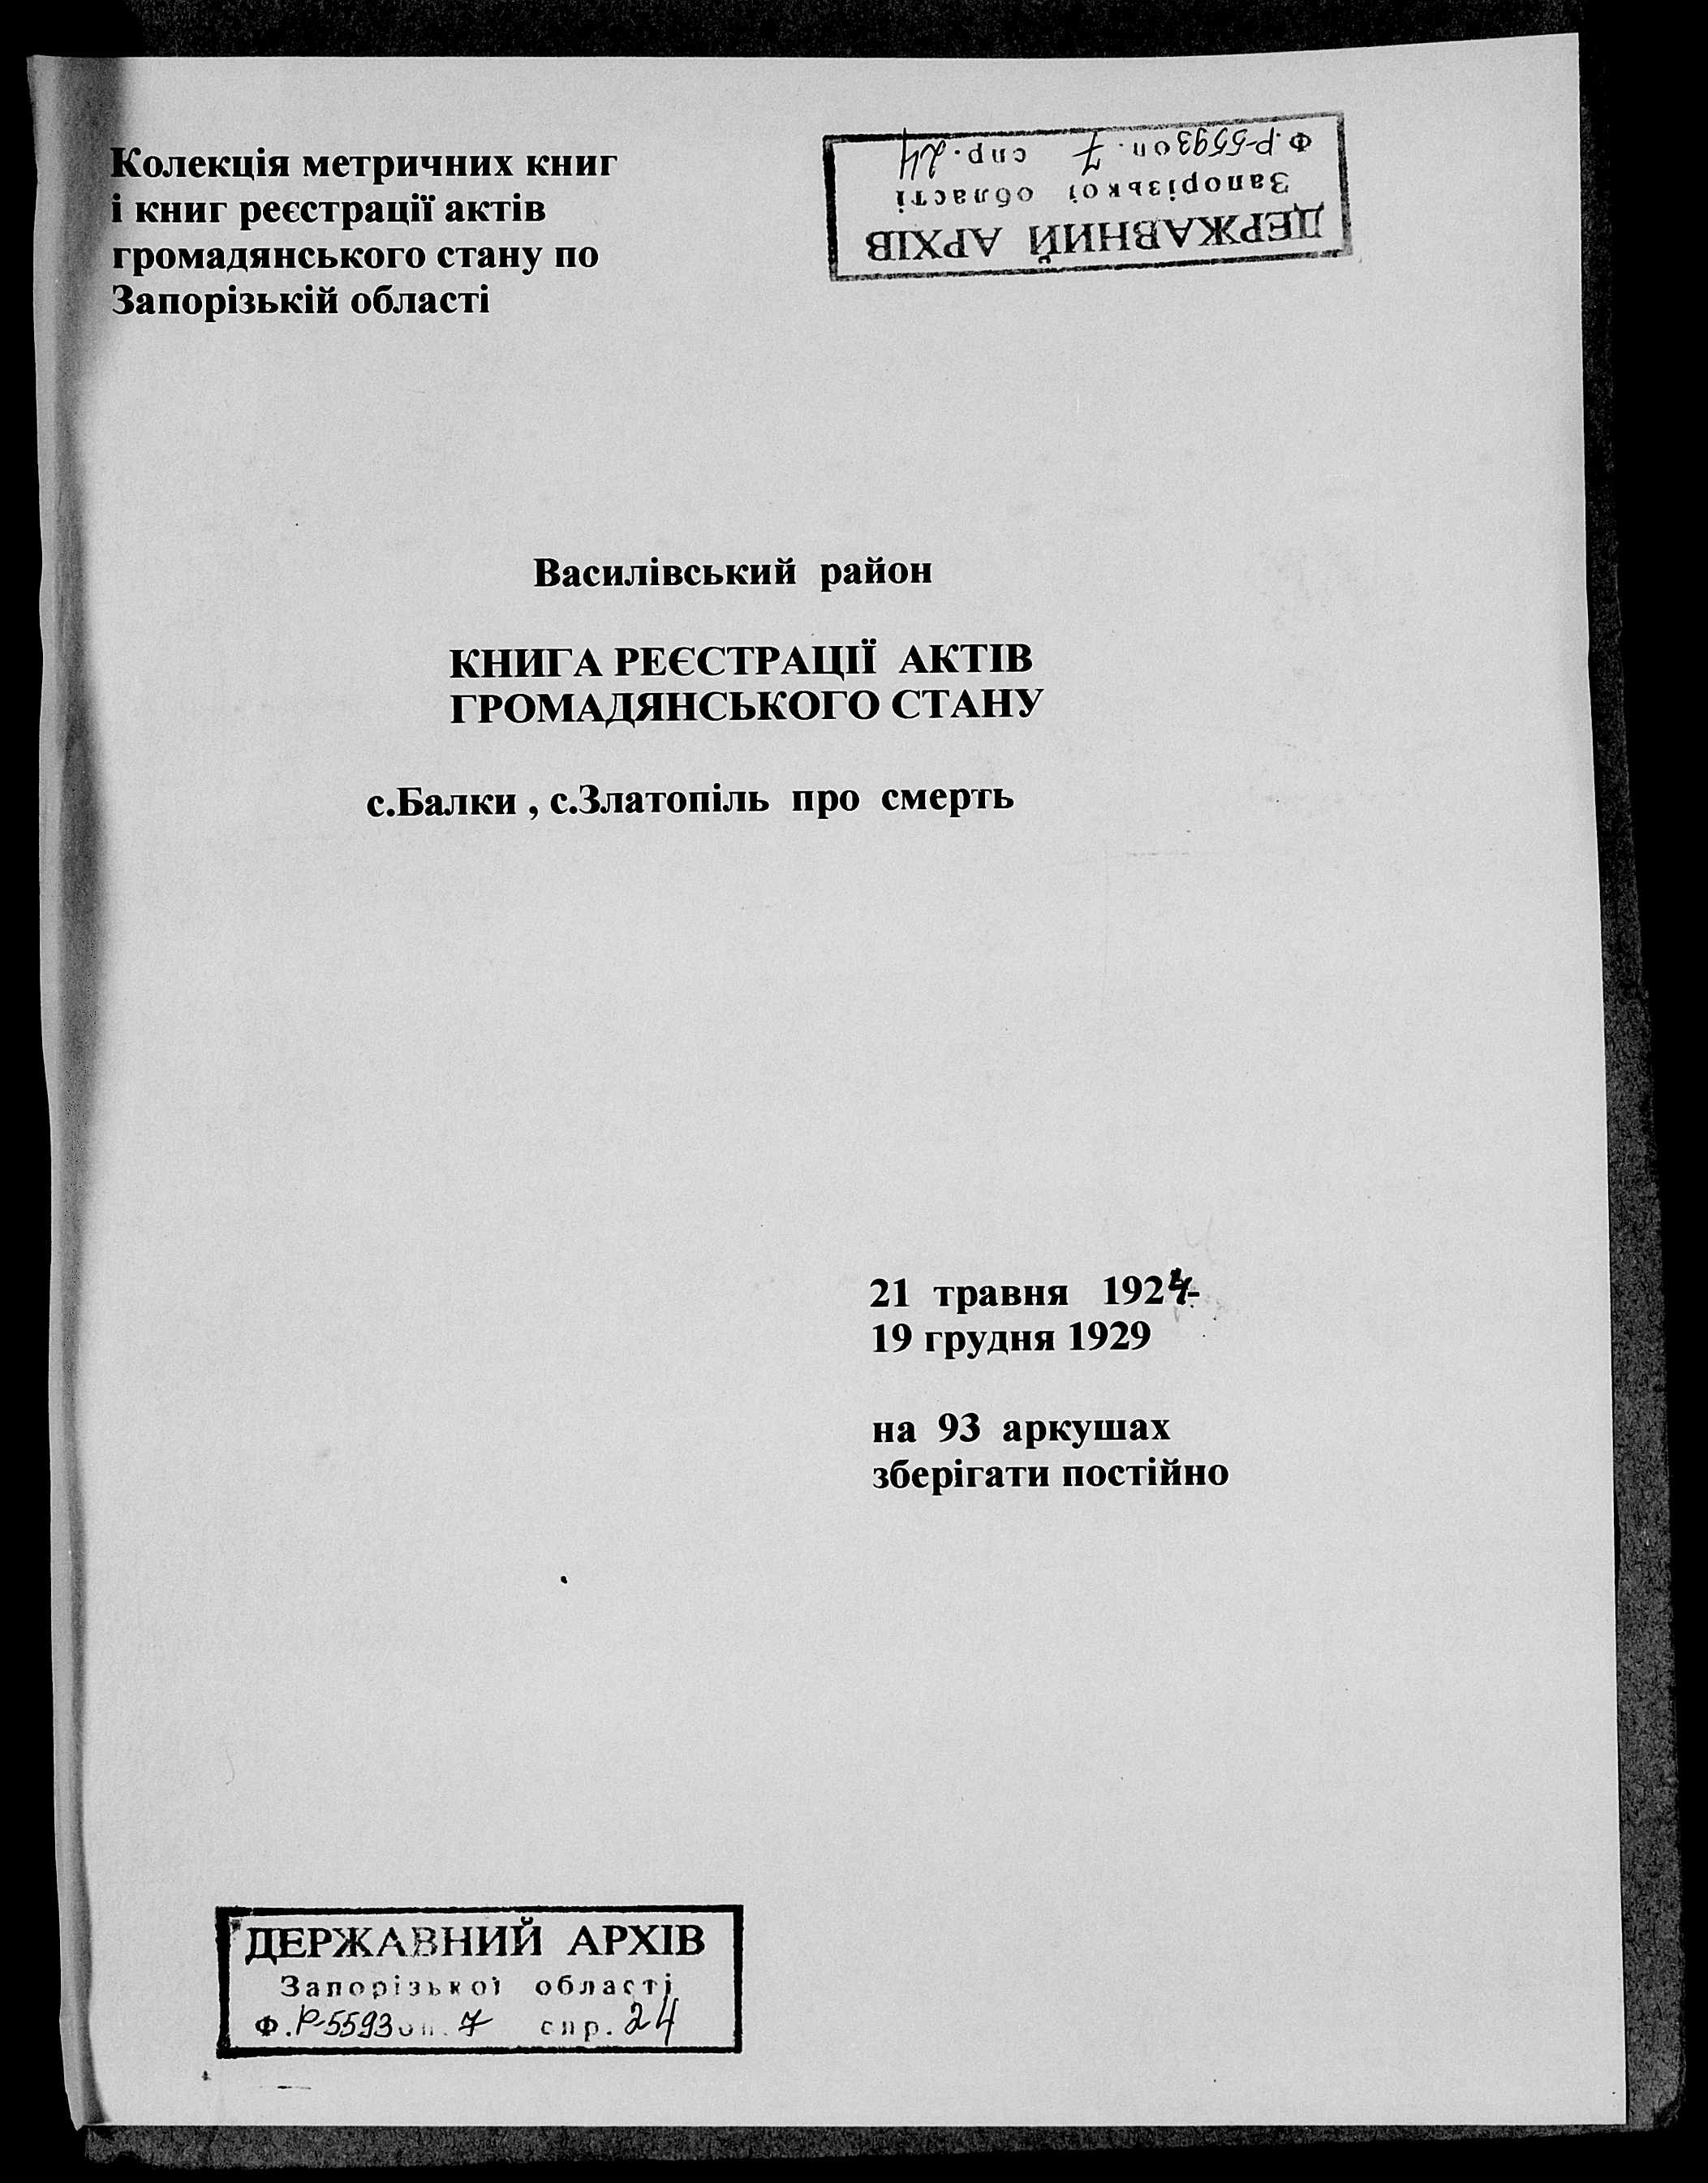 Колекція метричних книг
і книг реєстрації актів
громадянського стану по
Запорізькій області
ДЕРЖАВНИЙ АРХІВ
Запорізької області
Ф.Р-5593 оп. 7 спр. 24
Василівський район
КНИГА РЕЄСТРАЦІЇ АКТІВ
ГРОМАДЯНСЬКОГО СТАНУ
с.Балки , с.Златопіль про смерть
21 травня 1924-
19 грудня 1929
на 93 аркушах
зберігати постійно
ДЕРЖАВНИЙ АРХІВ
Запорізької області
Ф.Р-5593 оп. 7 спр. 24